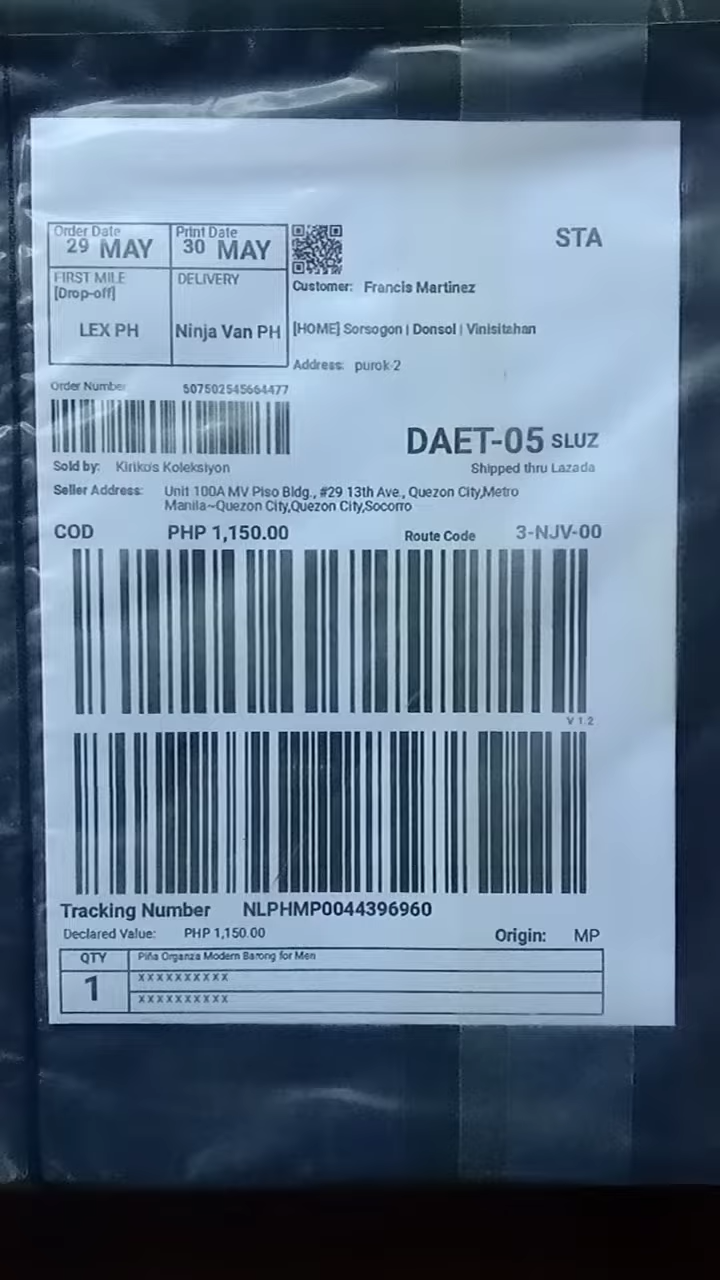 Order Date
29 MAY
Print Date
30 MAY
STA
FIRST MILE
[Drop-off]
LEX PH
DELIVERY
Ninja Van PH
Customer: Francis Martinez
[HOME] Sorsogon | Donsol | Vinisitahan
Address: purok-2
Order Number 507502545664477
DAET-05 SLUZ
Shipped thru Lazada
Sold by: Kirikos Koleksiyon
Seller Address: Unit 100A MV Piso Bldg., #29 13th Ave., Quezon City,Metro
Manila~Quezon City,Quezon City,Socorro
COD PHP 1,150.00 Route Code 3-NJV-00
V 1.2
Tracking Number NLPHMP0044396960
Declared Value: PHP 1,150.00 Origin: MP
QTY Piña Organza Modern Barong for Men
1 XXXXXXXXXX
XXXXXXXXXX